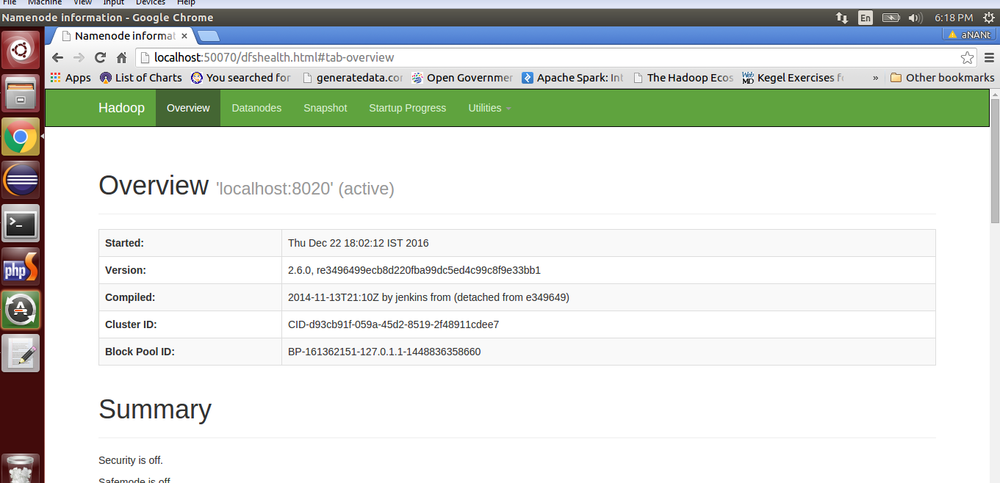 File Machine View Input Devices Help
Namenode information - Google Chrome En 6:18 PM
Namenode informat × aNANt
localhost:50070/dfshealth.html#tab-overview
Apps List of Charts You searched for generatedata.cor Open Governmer Apache Spark: Int The Hadoop Ecos Web MD Kegel Exercises fo » Other bookmarks
Hadoop Overview Datanodes Snapshot Startup Progress Utilities
Overview 'localhost:8020' (active)
Started: Thu Dec 22 18:02:12 IST 2016
Version: 2.6.0, re3496499ecb8d220fba99dc5ed4c99c8f9e33bb1
Compiled: 2014-11-13T21:10Z by jenkins from (detached from e349649)
Cluster ID: CID-d93cb91f-059a-45d2-8519-2f48911cdee7
Block Pool ID: BP-161362151-127.0.1.1-1448836358660
Summary
Security is off.
Safemode is off
php S
A